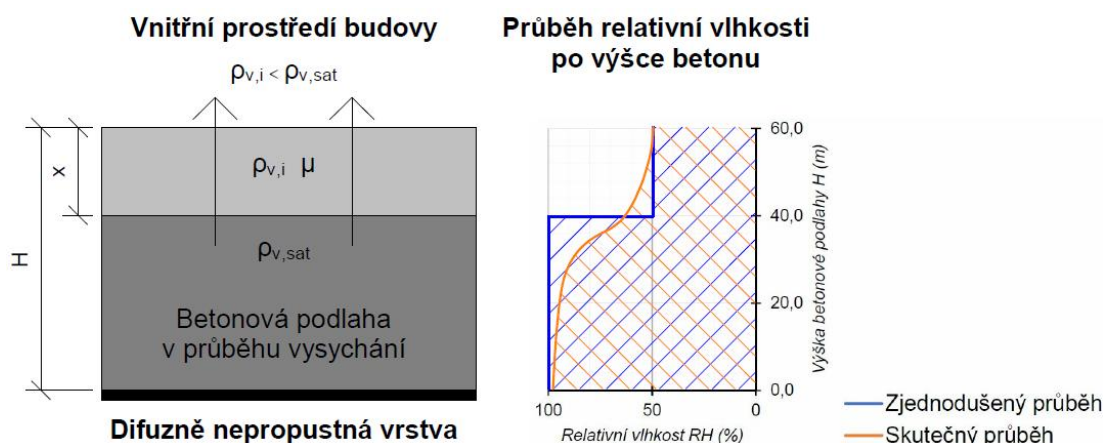 Vnitřní prostředí budovy
ρv,i < ρv,sat
x
H
ρv,i μ
ρv,sat
Betonová podlaha
v průběhu vysychání
Difuzně nepropustná vrstva
Průběh relativní vlhkosti
po výšce betonu
60,0
40,0
20,0
0,0
Výška betonové podlahy H (m)
100
50
0
Relativní vlhkost RH (%)
Zjednodušený průběh
Skutečný průběh